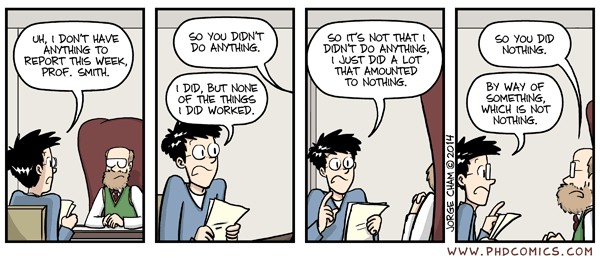 UH, I DON'T HAVE
ANYTHING TO
REPORT THIS WEEK,
PROF. SMITH.
SO YOU DIDN'T
DO ANYTHING.
I DID, BUT NONE
OF THE THINGS
I DID WORKED.
SO IT'S NOT THAT I
DIDN'T DO ANYTHING,
I JUST DID A LOT
THAT AMOUNTED
TO NOTHING.
SO YOU DID
NOTHING.
BY WAY OF
SOMETHING,
WHICH IS NOT
NOTHING.
JORGE CHAM © 2014
WWW.PHDCOMICS.COM